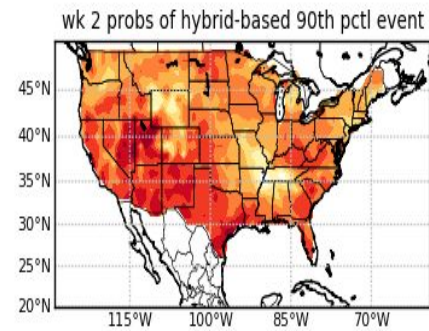 wk 2 probs of hybrid-based 90th pctl event
45°N
40°N
35°N
30°N
25°N
20°N
115°W 100°W 85°W 70°W